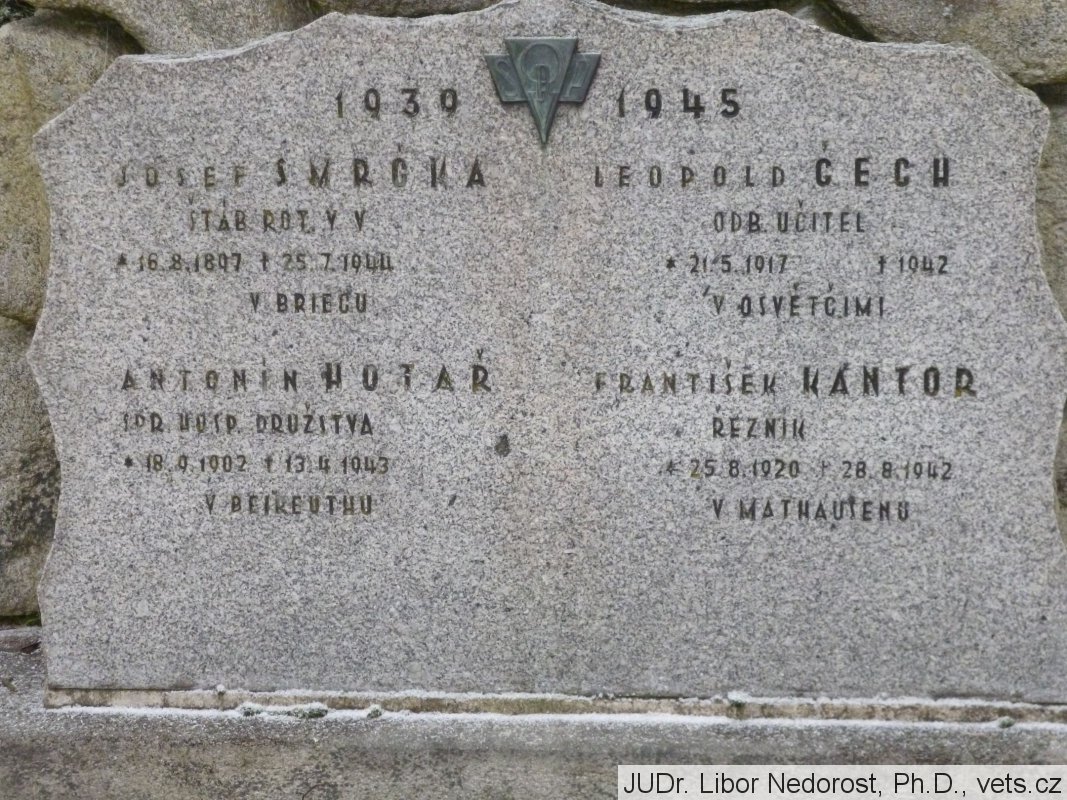 1939 1945
JOSEF SMRČKA
ŠTÁB. ROT. V V
* 16.8.1897 † 25.7.1944
V BRIEGU
ANTONÍN HOTAŘ
SPR. HOSP. DRUŽSTVA
* 18.9.1902 † 13.4.1943
V BEIREUTHU
LEOPOLD ČECH
ODB. UČITEL
* 21.5.1917 † 1942
V OSVĚTČIMI
FRANTIŠEK KÁNTOR
ŘEZNÍK
* 25.8.1920 † 28.8.1942
V MATHAUSENU
JUDr. Libor Nedorost, Ph.D., vets.cz